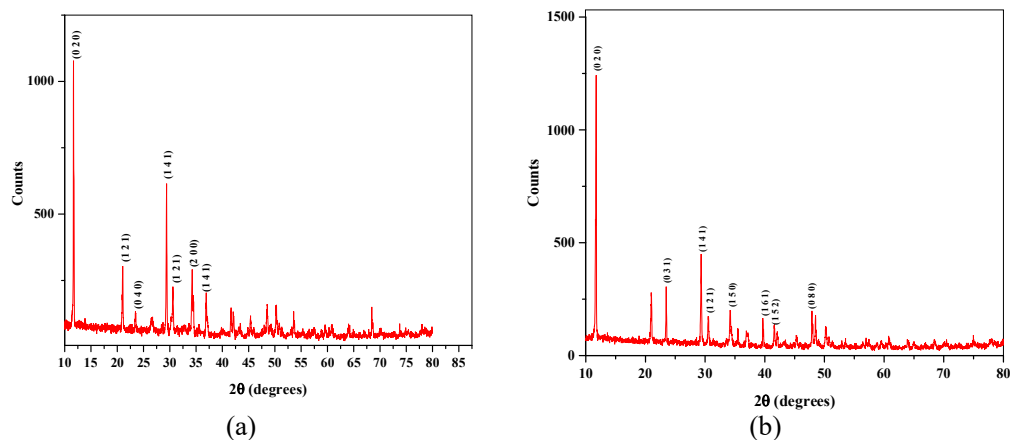 (0 2 0)
(1 2 1)
(0 4 0)
(1 4 1)
(1 2 1)
(2 0 0)
(1 4 1)
1000
500
Counts
10 15 20 25 30 35 40 45 50 55 60 65 70 75 80 85
2θ (degrees)
(a)
(0 2 0)
(0 3 1)
(1 4 1)
(1 2 1)
(1 5 0)
(1 6 1)
(1 5 2)
(0 8 0)
1500
1000
500
0
Counts
10 20 30 40 50 60 70 80
2θ (degrees)
(b)